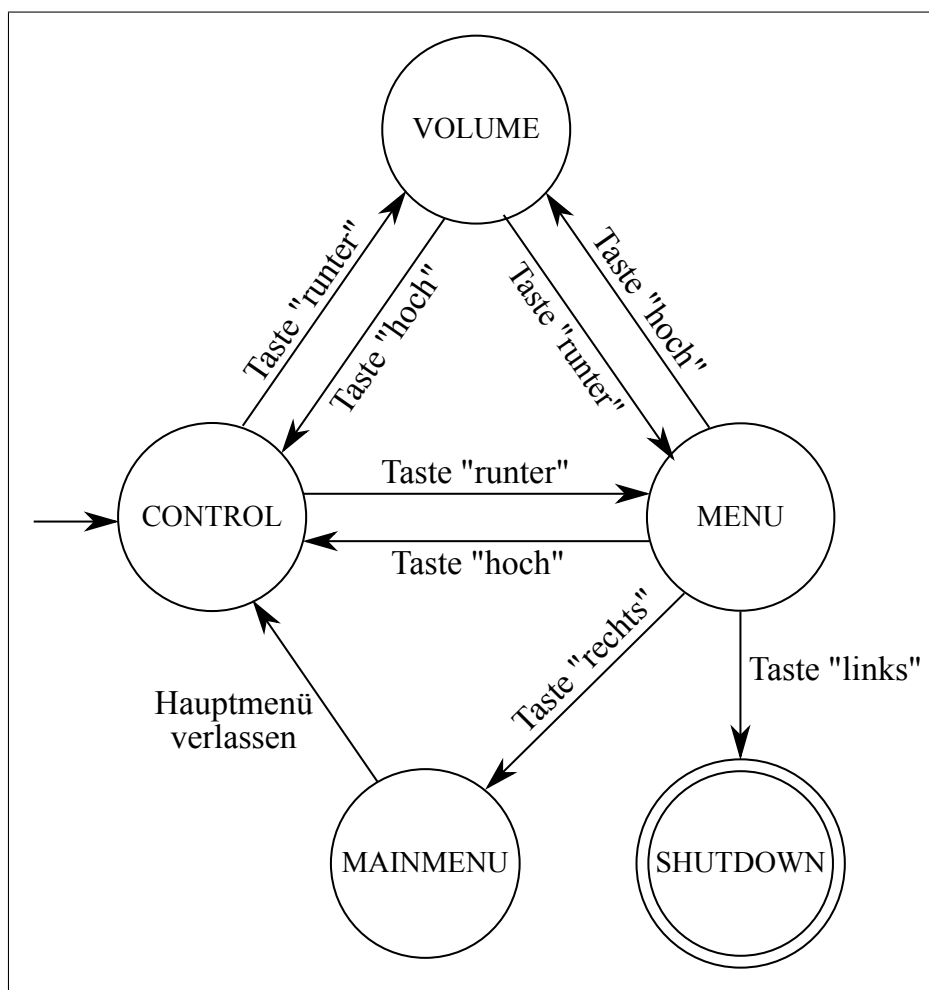 VOLUME
Taste "runter"
Taste "hoch"
Taste "runter"
Taste "hoch"
CONTROL
Taste "runter"
MENU
Taste "hoch"
Taste "rechts"
Taste "links"
Hauptmenü
verlassen
MAINMENU
SHUTDOWN